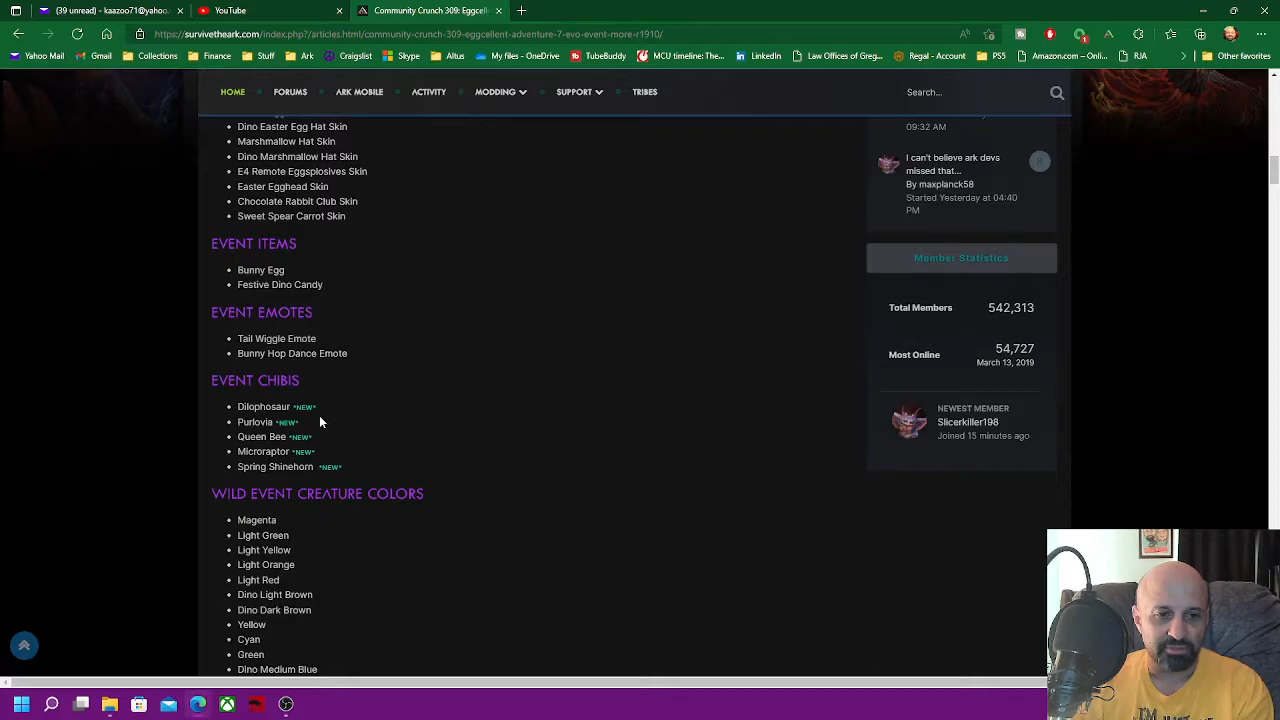 (39 unread) - kaazoo71@yahoo.
YouTube
Community Crunch 309: Eggcell
https://survivetheark.com/index.php?/articles.html/community-crunch-309-eggcellent-adventure-7-evo-event-more-r1910/
Yahoo Mail
Gmail
Collections
Finance
Stuff
Ark
Craigslist
Skype
Altus
My files - OneDrive
TubeBuddy
MCU timeline:...
LinkedIn
Law Offices of Greg...
Regal - Account
PS5
Amazon.com – Onli...
PJJA
Other favorites
HOME
FORUMS
ARK MOBILE
ACTIVITY
MODDING
SUPPORT
TRIBES
Search...
Dino Easter Egg Hat Skin
Marshmallow Hat Skin
Dino Marshmallow Hat Skin
E4 Remote Eggsplosives Skin
Easter Egghead Skin
Chocolate Rabbit Club Skin
Sweet Spear Carrot Skin
EVENT ITEMS
Bunny Egg
Festive Dino Candy
EVENT EMOTES
Tail Wiggle Emote
Bunny Hop Dance Emote
EVENT CHIBIS
Dilophosaur *NEW*
Purlovia *NEW*
Queen Bee *NEW*
Microraptor *NEW*
Spring Shinehorn *NEW*
WILD EVENT CREATURE COLORS
Magenta
Light Green
Light Yellow
Light Orange
Light Red
Dino Light Brown
Dino Dark Brown
Yellow
Cyan
Green
Dino Medium Blue
09:32 AM
I can't believe ark devs
missed that...
8
By maxplanck58
Started Yesterday at 04:40
PM
Member Statistics
Total Members
542,313
Most Online
54,727
March 13, 2019
NEWEST MEMBER
Slicerkiller198
Joined 15 minutes ago